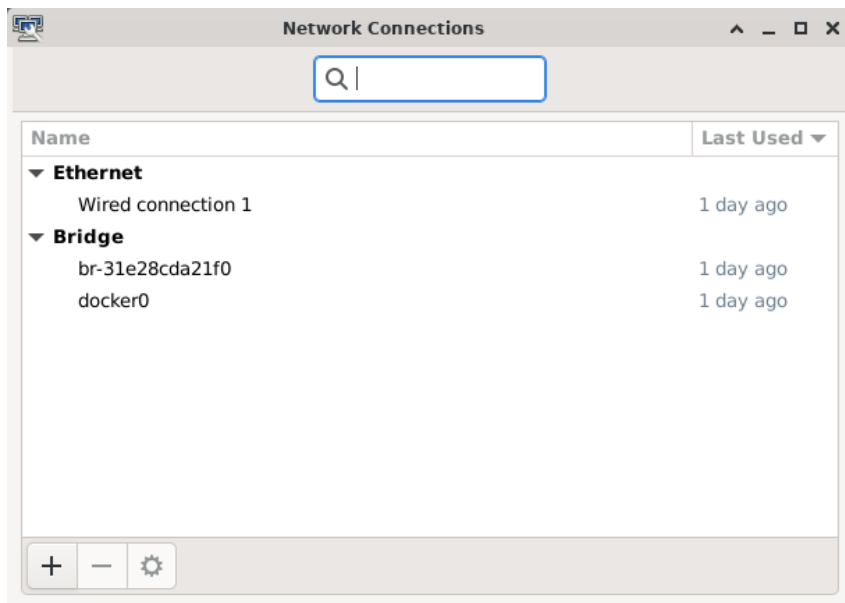 Network Connections
Name Last Used
Ethernet
Wired connection 1 1 day ago
Bridge
br-31e28cda21f0 1 day ago
docker0 1 day ago